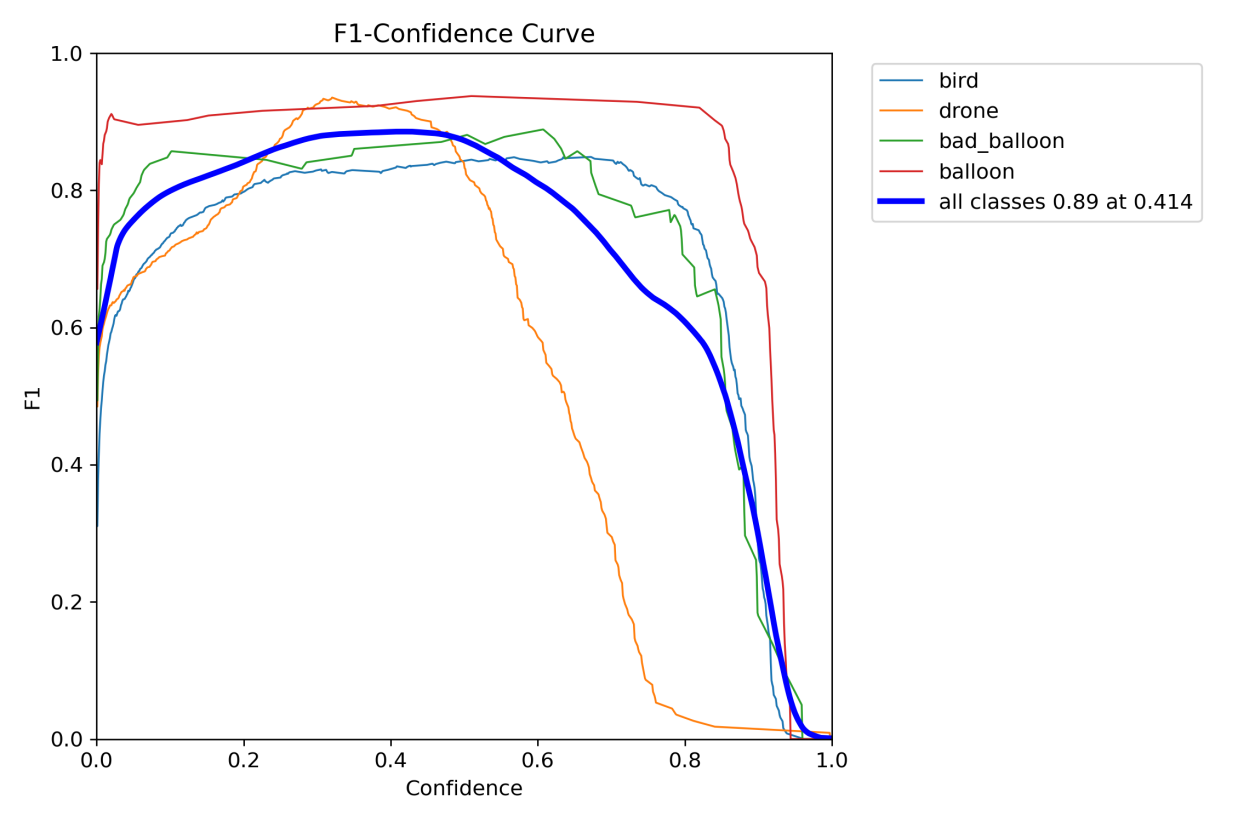 F1-Confidence Curve
1.0
0.8
0.6
0.4
0.2
0.0
F1
0.0 0.2 0.4 0.6 0.8 1.0
Confidence
bird
drone
bad_balloon
balloon
all classes 0.89 at 0.414